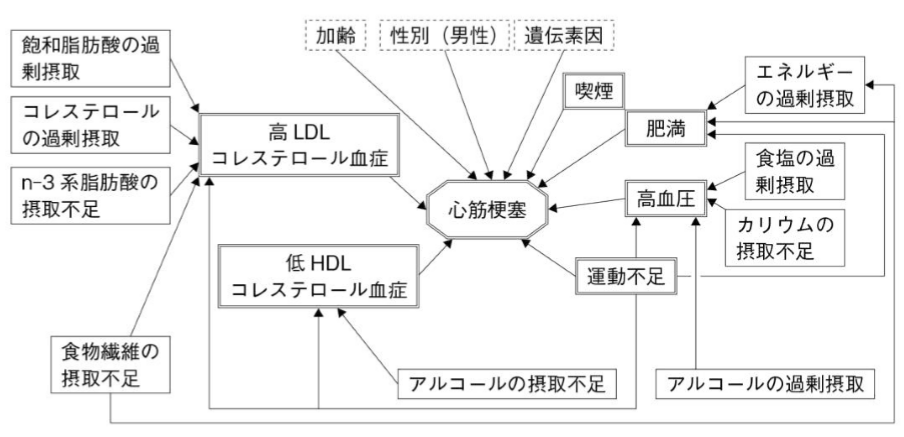 飽和脂肪酸の過
剰摂取
コレステロール
の過剰摂取
n-3 系脂肪酸の
摂取不足
食物繊維の
摂取不足
高 LDL
コレステロール血症
低 HDL
コレステロール血症
アルコールの摂取不足
加齢
性別（男性）
遺伝素因
喫煙
肥満
心筋梗塞
高血圧
運動不足
エネルギー
の過剰摂取
食塩の過
剰摂取
カリウムの
摂取不足
アルコールの過剰摂取